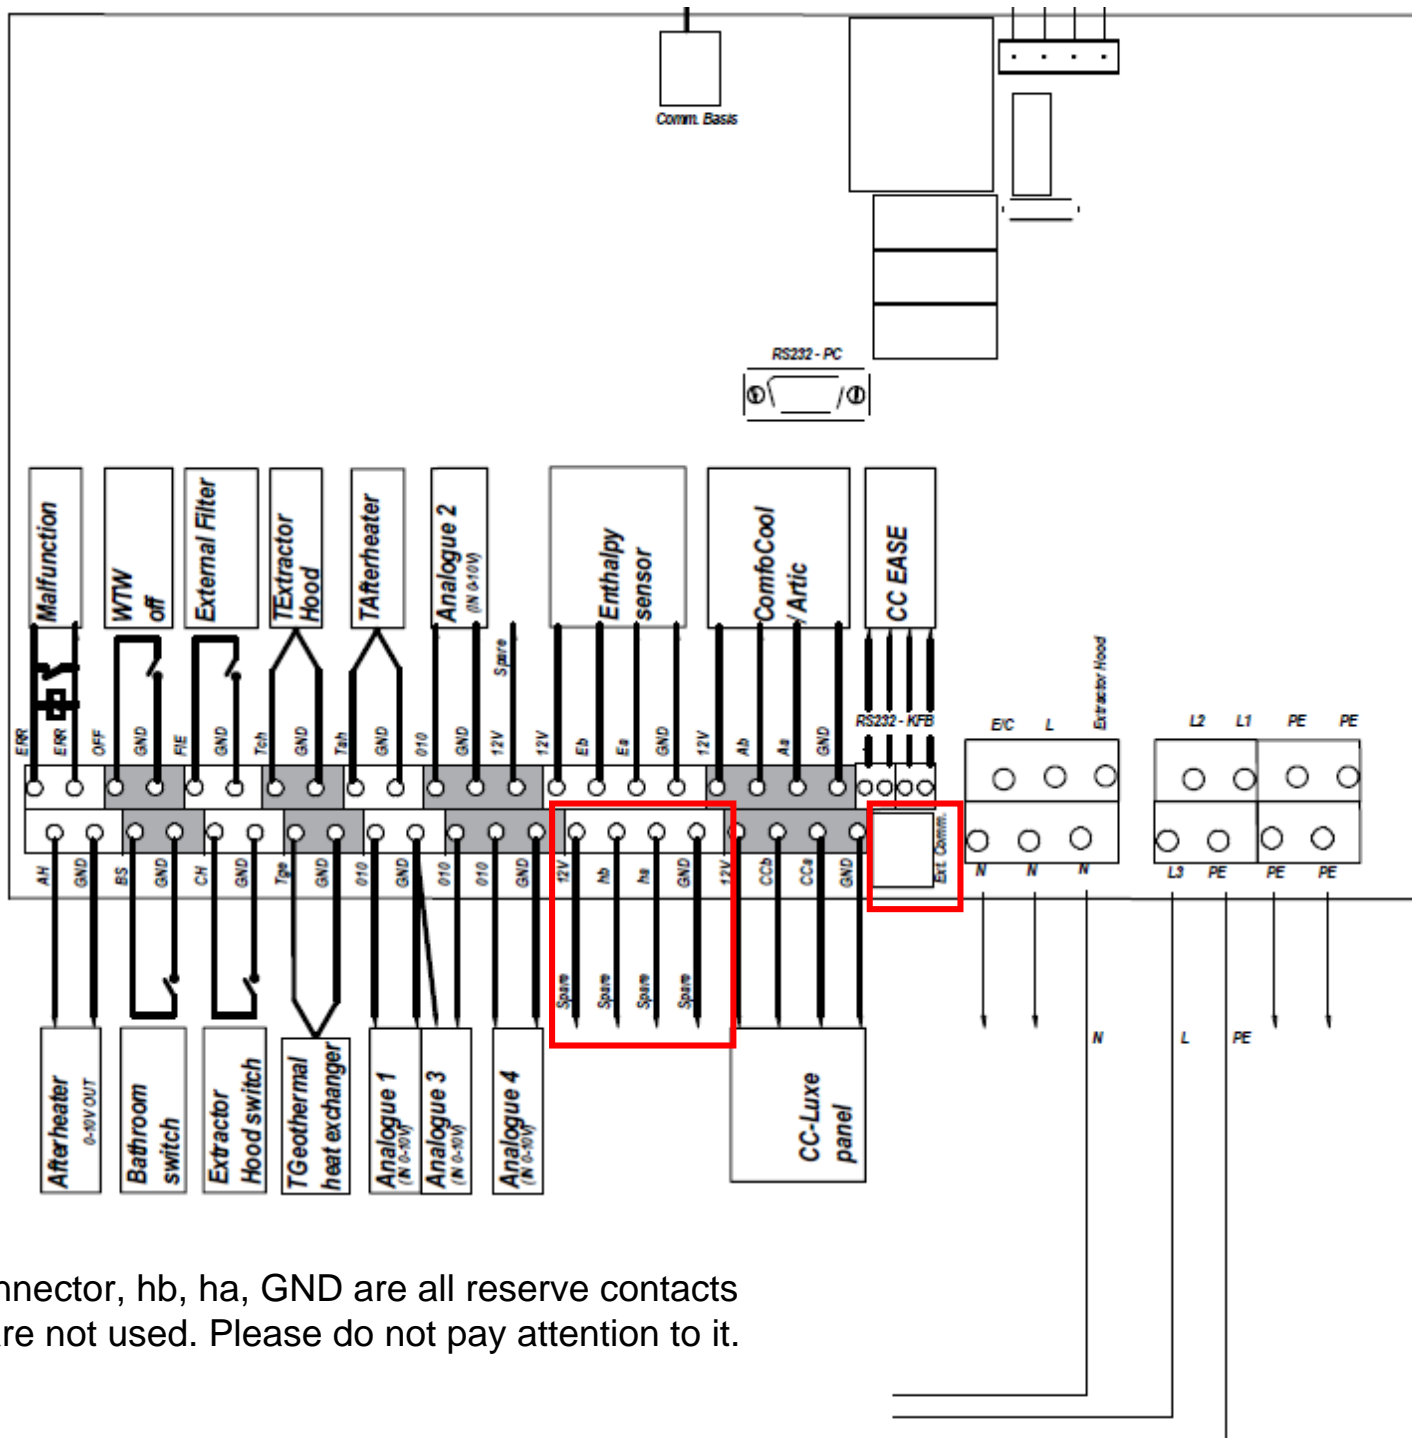 Comm. Basis
RS232 - PC
Malfunction
WTW
off
External Filter
TExtractor
Hood
TAfterheater
Analogue 2
(IN 0-10V)
Spare
Enthalpy
sensor
ComfoCool
/ Artic
CC EASE
RS232 - KFB
ERR
ERR
OFF
GND
FIE
GND
Tch
GND
Tah
GND
010
GND
12V
12V
Eb
Ea
GND
12V
Ab
Aa
GND
E/C
L
Extractor Hood
L2
L1
PE
PE
AH
GND
BS
GND
CH
GND
Tge
GND
010
GND
010
010
GND
12V
hb
ha
GND
12V
CCb
CCa
GND
Ext. Comm.
N
N
N
L3
PE
PE
PE
Spare
Spare
Spare
Spare
N
L
PE
Afterheater
0-10V OUT
Bathroom
switch
Extractor
Hood switch
TGeothermal
heat exchanger
Analogue 1
(IN 0-10V)
Analogue 3
(IN 0-10V)
Analogue 4
(IN 0-10V)
CC-Luxe
panel
nnector, hb, ha, GND are all reserve contacts
are not used. Please do not pay attention to it.